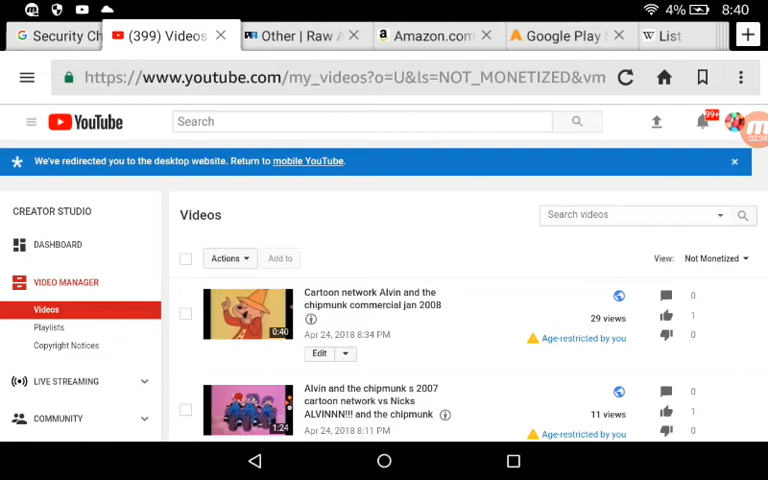 4% 8:40
Security Ch (399) Videos Other | Raw A Amazon.com Google Play S List
https://www.youtube.com/my_videos?o=U&ls=NOT_MONETIZED&vm
YouTube Search 99+
02:34
We've redirected you to the desktop website. Return to mobile YouTube.
CREATOR STUDIO
Videos
Search videos
DASHBOARD
Actions Add to View: Not Monetized
VIDEO MANAGER
Videos
Playlists
Copyright Notices
LIVE STREAMING
COMMUNITY
Cartoon network Alvin and the
chipmunk commercial jan 2008
0:40
Apr 24, 2018 8:34 PM
Edit
29 views
Age-restricted by you
0
1
0
Alvin and the chipmunk s 2007
cartoon network vs Nicks
ALVINNN!!! and the chipmunk
1:24
Apr 24, 2018 8:11 PM
11 views
Age-restricted by you
0
1
0